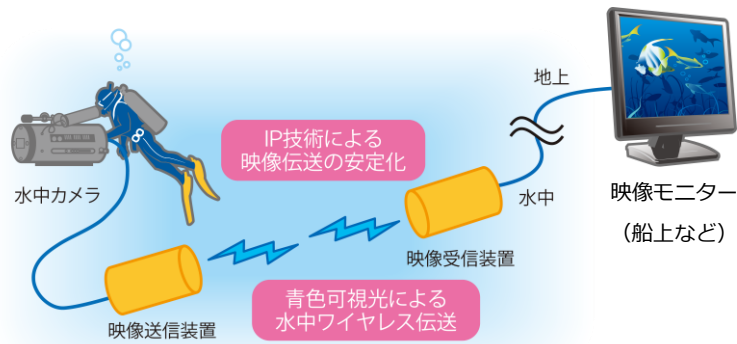 地上
IP技術による
映像伝送の安定化
水中カメラ
水中
映像モニター
（船上など）
映像受信装置
青色可視光による
水中ワイヤレス伝送
映像送信装置